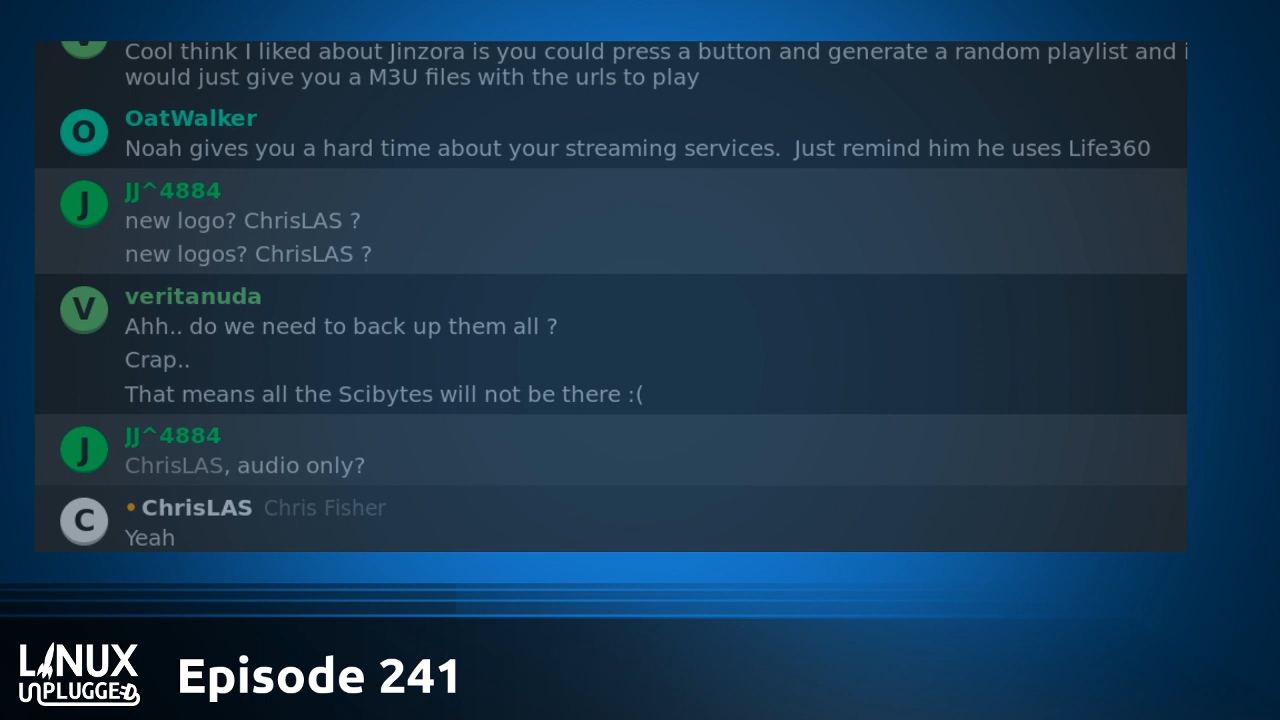 Cool think I liked about Jinzora is you could press a button and generate a random playlist and i
would just give you a M3U files with the urls to play
O
OatWalker
Noah gives you a hard time about your streaming services.  Just remind him he uses Life360
J
JJ^4884
new logo? ChrisLAS ?
new logos? ChrisLAS ?
V
veritanuda
Ahh.. do we need to back up them all ?
Crap..
That means all the Scibytes will not be there :(
J
JJ^4884
ChrisLAS, audio only?
C
• ChrisLAS Chris Fisher
Yeah
LINUX
UNPLUGGED
Episode 241